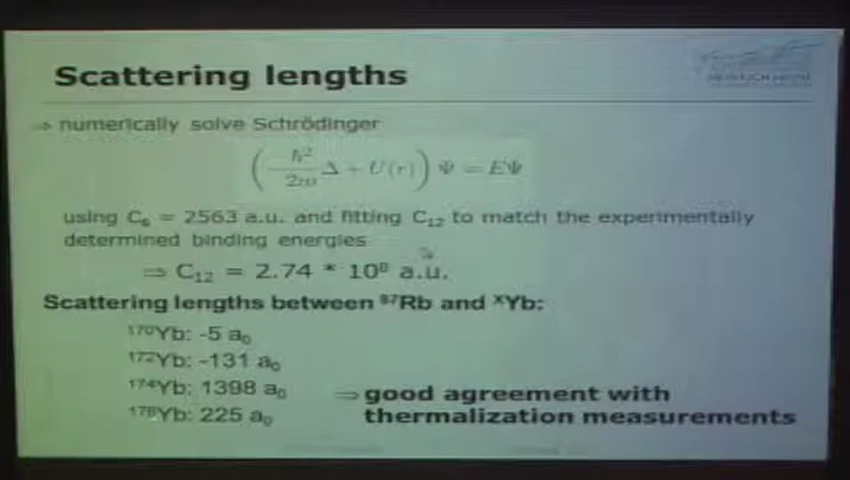 Scattering lengths
⇒ numerically solve Schrödinger
( ℏ²/2m Δ + U(r) ) Ψ = EΨ
using C₆ = 2563 a.u. and fitting C₁₂ to match the experimentally
determined binding energies
⇒ C₁₂ = 2.74 * 10⁸ a.u.
Scattering lengths between ⁸⁷Rb and ˣYb:
¹⁷⁰Yb: -5 a₀
¹⁷²Yb: -131 a₀
¹⁷⁴Yb: 1398 a₀
¹⁷⁶Yb: 225 a₀
⇒ good agreement with
thermalization measurements